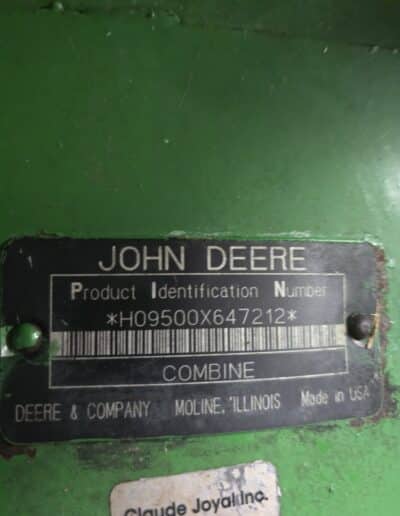 JOHN DEERE
Product Identification Number
*H09500X647212*
COMBINE
DEERE & COMPANY MOLINE, ILLINOIS Made in USA
Claude Joyal Inc.